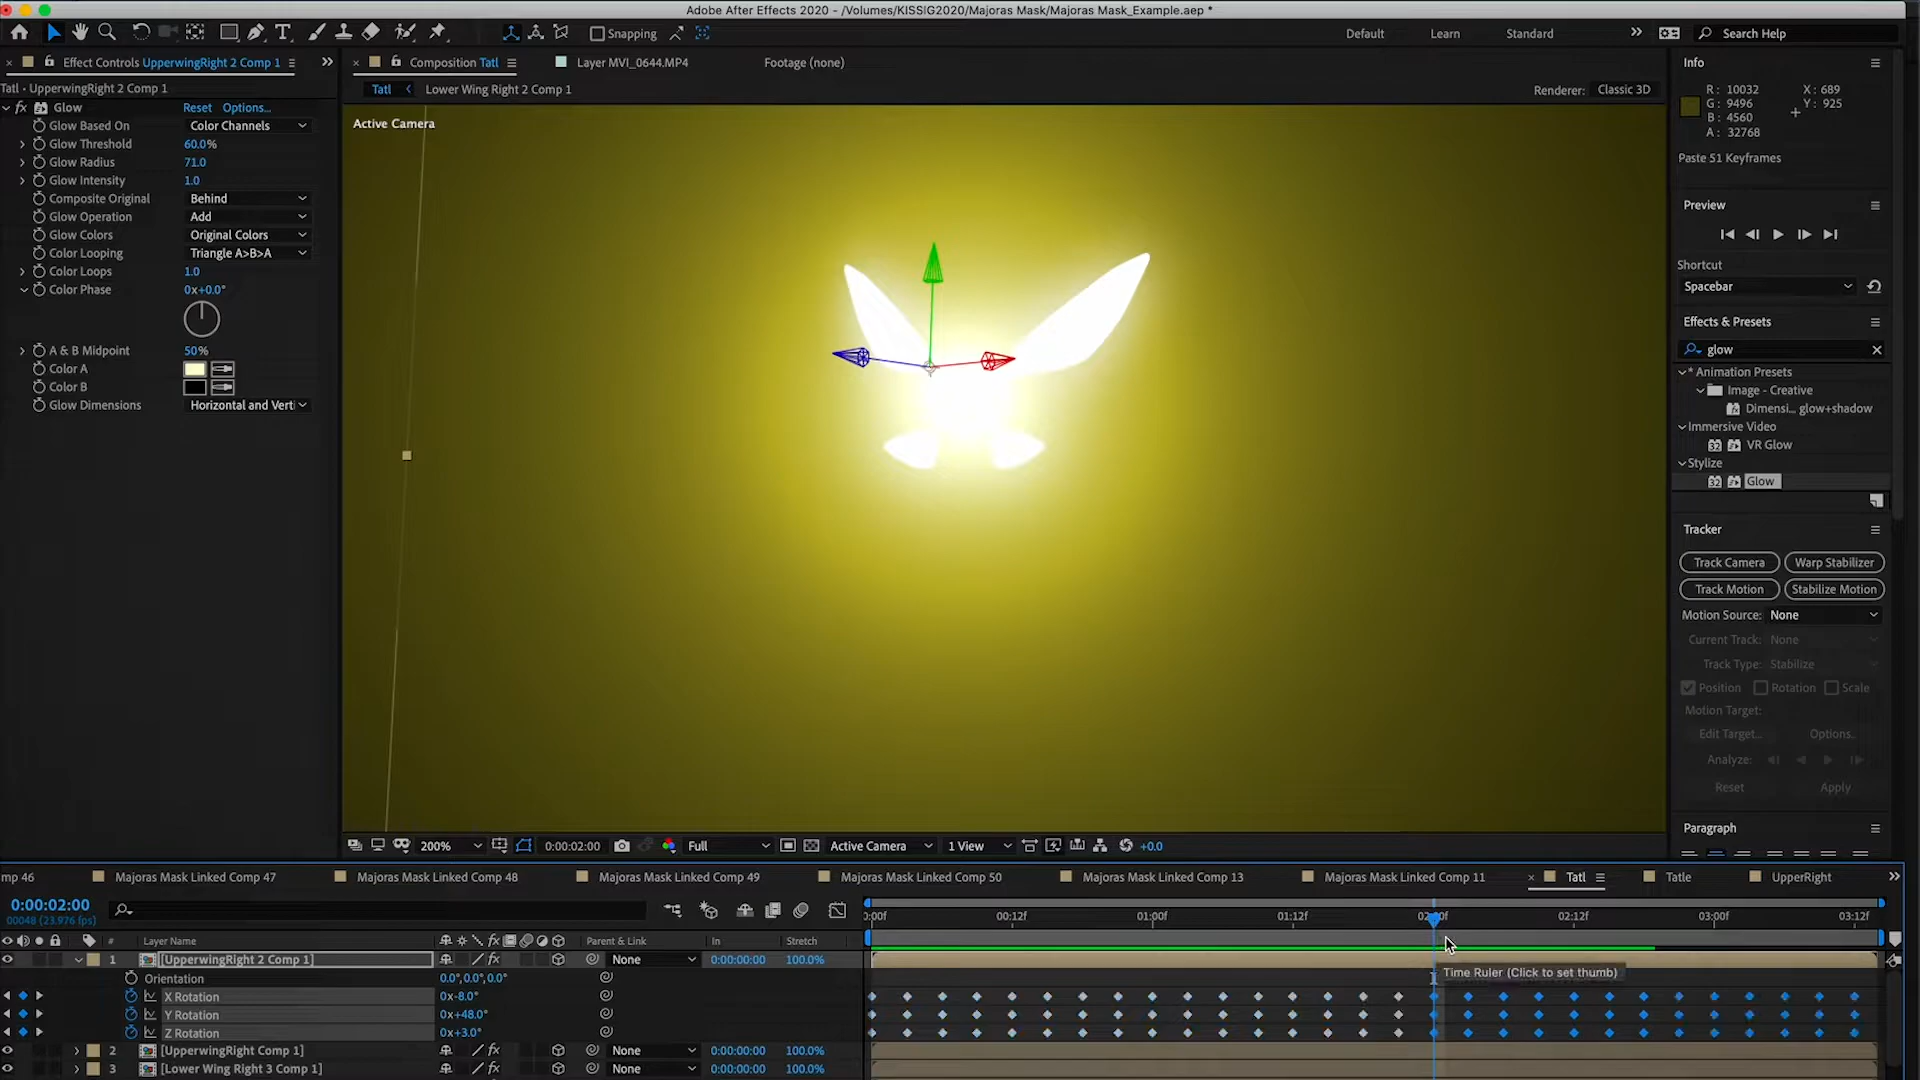 Adobe After Effects 2020 - /Volumes/KISSIG2020/Majoras Mask/Majoras Mask_Example.aep *
Snapping
Default
Learn
Standard
Search Help
Effect Controls UpperwingRight 2 Comp 1
Composition Tatl
Layer MVI_0644.MP4
Footage (none)
Tatl • UpperwingRight 2 Comp 1
Tatl
Lower Wing Right 2 Comp 1
Renderer:
Classic 3D
Active Camera
fx Glow
Reset
Options...
Glow Based On
Color Channels
Glow Threshold
60.0%
Glow Radius
71.0
Glow Intensity
1.0
Composite Original
Behind
Glow Operation
Add
Glow Colors
Original Colors
Color Looping
Triangle A>B>A
Color Loops
1.0
Color Phase
0x+0.0°
A & B Midpoint
50%
Color A
Color B
Glow Dimensions
Horizontal and Verti
Info
R : 10032
G : 9496
B : 4560
A : 32768
X : 689
Y : 925
Paste 51 Keyframes
Preview
Shortcut
Spacebar
Effects & Presets
glow
* Animation Presets
Image - Creative
Dimensi... glow+shadow
Immersive Video
32 VR Glow
Stylize
32 Glow
Tracker
Track Camera
Warp Stabilizer
Track Motion
Stabilize Motion
Motion Source:
None
Current Track:
None
Track Type:
Stabilize
Position
Rotation
Scale
Motion Target:
Edit Target...
Options..
Analyze:
Reset
Apply
Paragraph
200%
0:00:02:00
Full
Active Camera
1 View
+0.0
mp 46
Majoras Mask Linked Comp 47
Majoras Mask Linked Comp 48
Majoras Mask Linked Comp 49
Majoras Mask Linked Comp 50
Majoras Mask Linked Comp 13
Majoras Mask Linked Comp 11
Tatl
Tatle
UpperRight
0:00:02:00
00048 (23.976 fps)
:00f
00:12f
01:00f
01:12f
02:00f
02:12f
03:00f
03:12f
#
Layer Name
fx
Parent & Link
In
Stretch
1
[UpperwingRight 2 Comp 1]
fx
None
0:00:00:00
100.0%
Orientation
0.0°,0.0°,0.0°
X Rotation
0x-8.0°
Y Rotation
0x+48.0°
Z Rotation
0x+3.0°
Time Ruler (Click to set thumb)
2
[UpperwingRight Comp 1]
fx
None
0:00:00:00
100.0%
3
[Lower Wing Right 3 Comp 1]
fx
None
0:00:00:00
100.0%